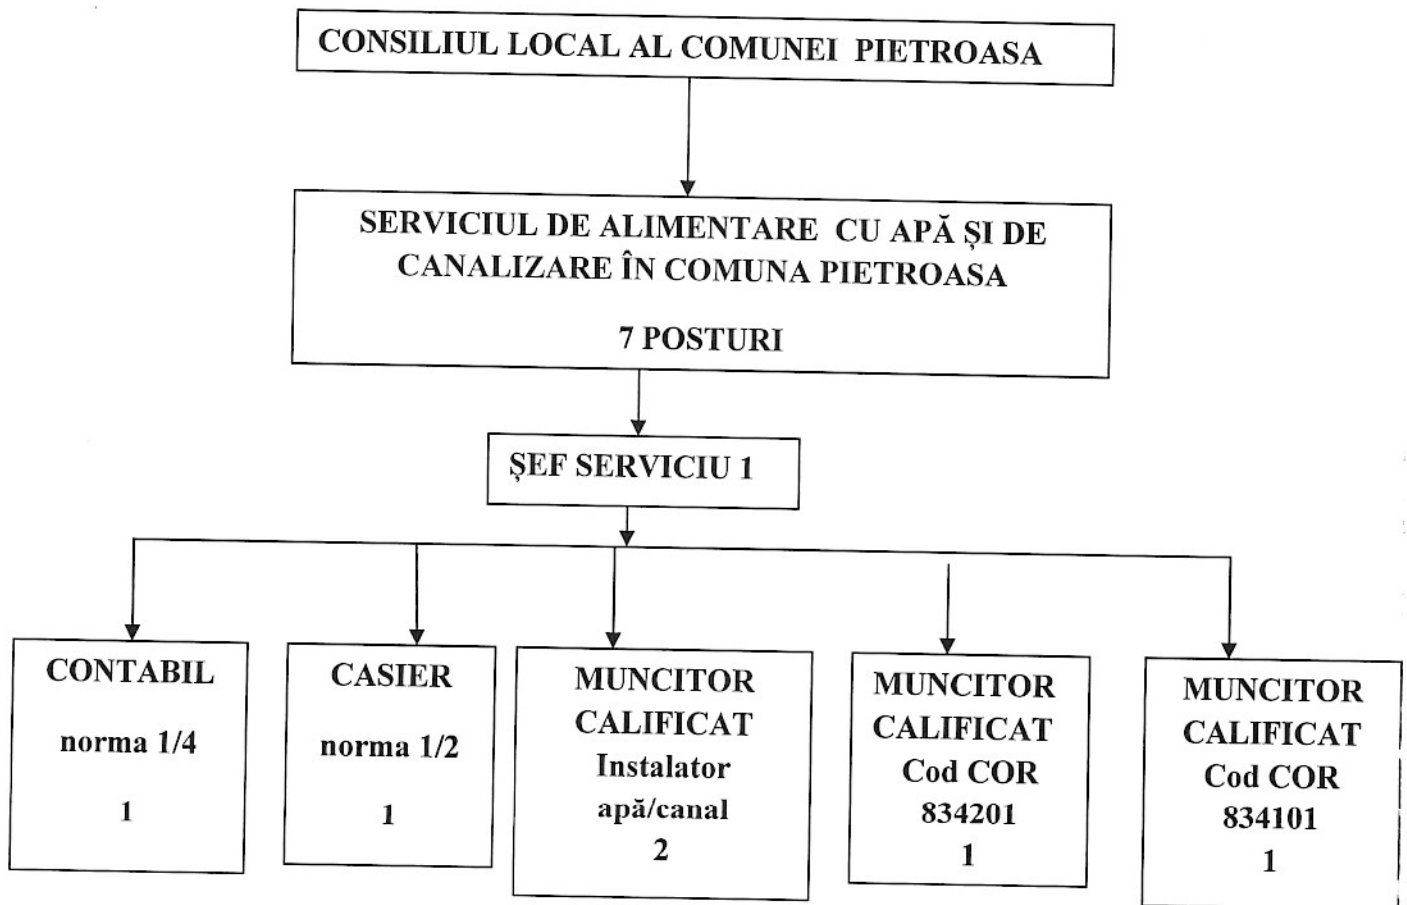 CONSILIUL LOCAL AL COMUNEI PIETROASA
SERVICIUL DE ALIMENTARE CU APĂ ȘI DE
CANALIZARE ÎN COMUNA PIETROASA
7 POSTURI
ȘEF SERVICIU 1
CONTABIL
norma 1/4
1
CASIER
norma 1/2
1
MUNCITOR
CALIFICAT
Instalator
apă/canal
2
MUNCITOR
CALIFICAT
Cod COR
834201
1
MUNCITOR
CALIFICAT
Cod COR
834101
1